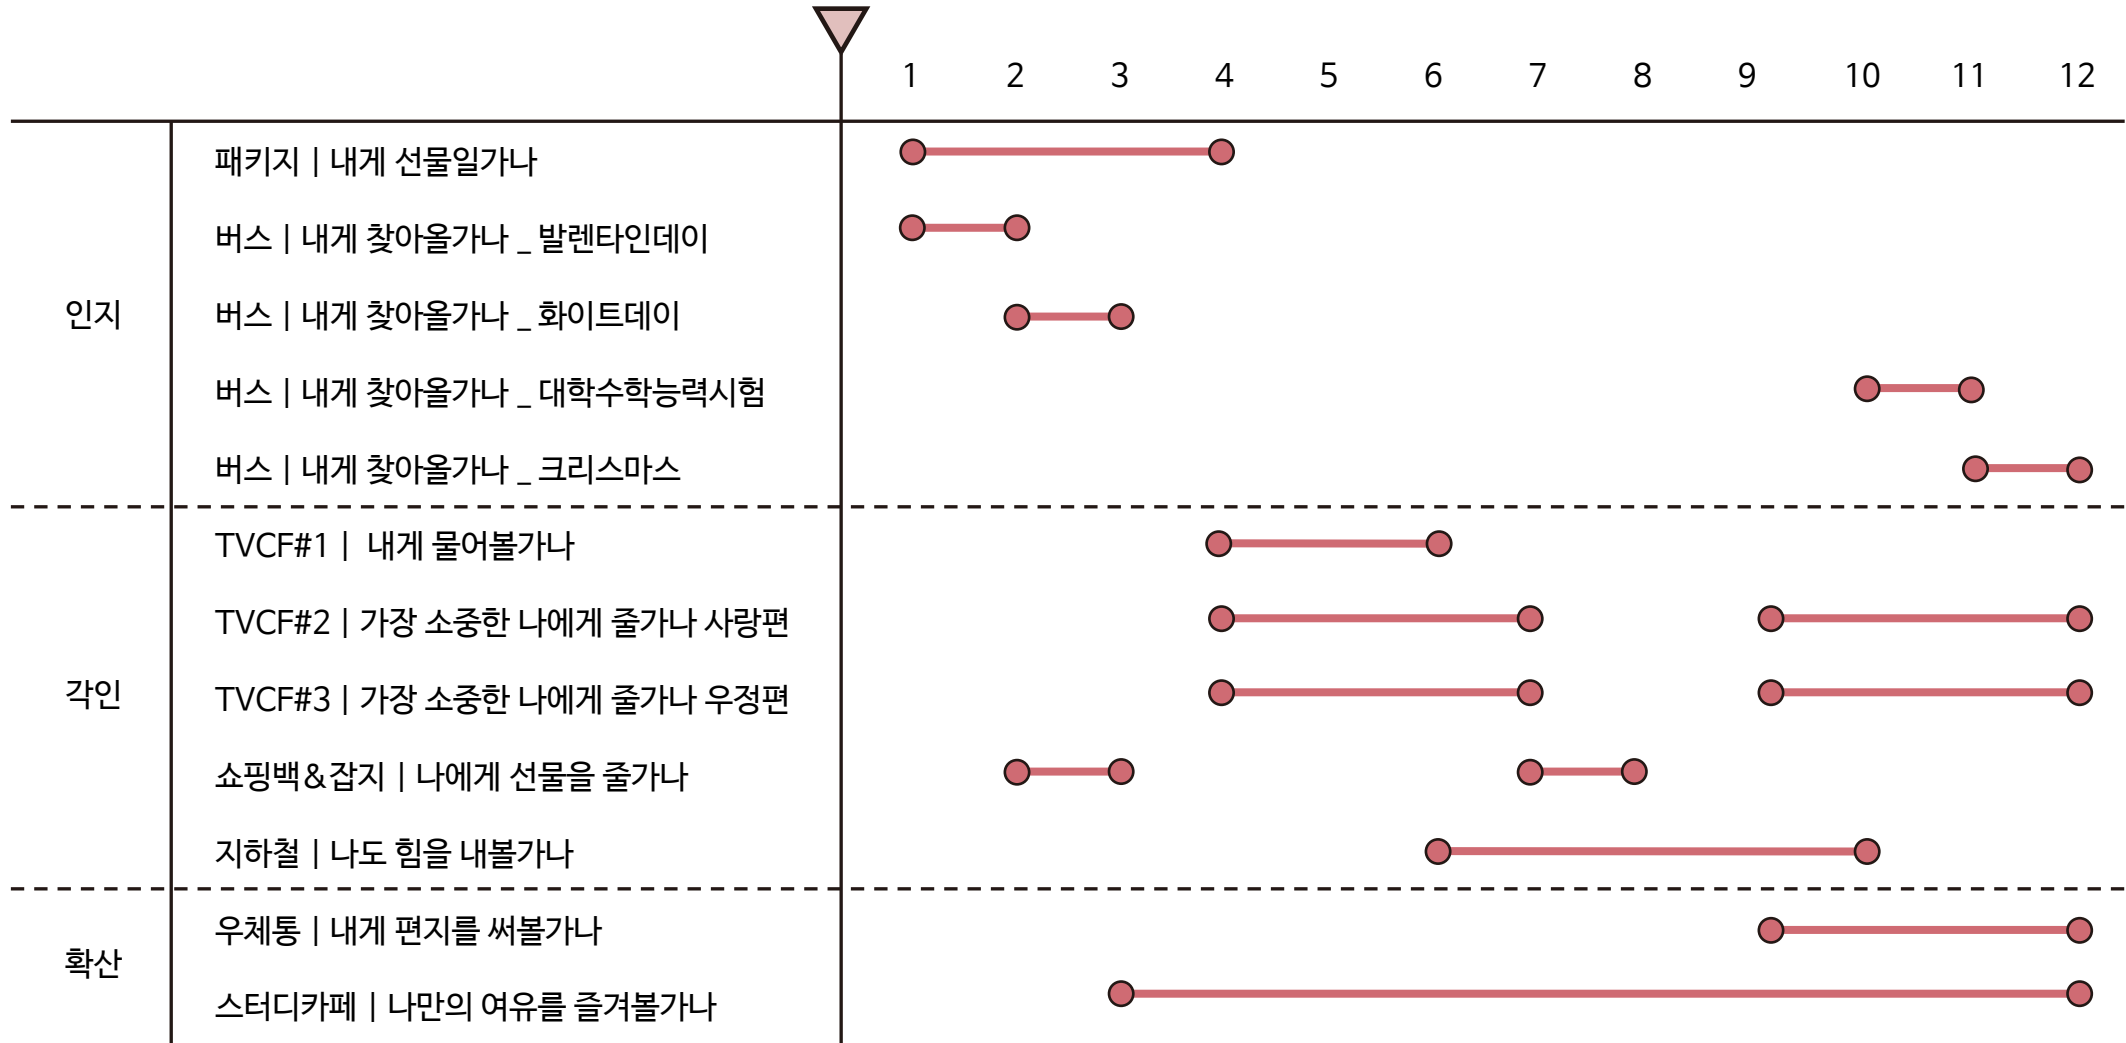 1 2 3 4 5 6 7 8 9 10 11 12
인지
패키지 | 내게 선물일가나
버스 | 내게 찾아올가나 _ 발렌타인데이
버스 | 내게 찾아올가나 _ 화이트데이
버스 | 내게 찾아올가나 _ 대학수학능력시험
버스 | 내게 찾아올가나 _ 크리스마스
각인
TVCF#1 | 내게 물어볼가나
TVCF#2 | 가장 소중한 나에게 줄가나 사랑편
TVCF#3 | 가장 소중한 나에게 줄가나 우정편
쇼핑백&잡지 | 나에게 선물을 줄가나
지하철 | 나도 힘을 내볼가나
확산
우체통 | 내게 편지를 써볼가나
스터디카페 | 나만의 여유를 즐겨볼가나